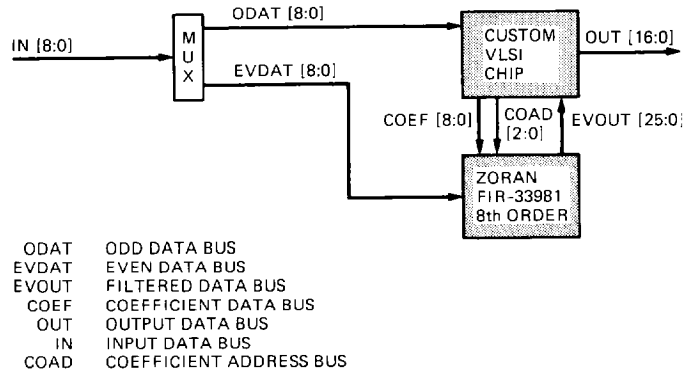 ODAT [8:0]
IN [8:0]
M
U
X
EVDAT [8:0]
CUSTOM
VLSI
CHIP
OUT [16:0]
COEF [8:0]
COAD
[2:0]
EVOUT [25:0]
ZORAN
FIR-33981
8th ORDER
ODAT ODD DATA BUS
EVDAT EVEN DATA BUS
EVOUT FILTERED DATA BUS
COEF COEFFICIENT DATA BUS
OUT OUTPUT DATA BUS
IN INPUT DATA BUS
COAD COEFFICIENT ADDRESS BUS